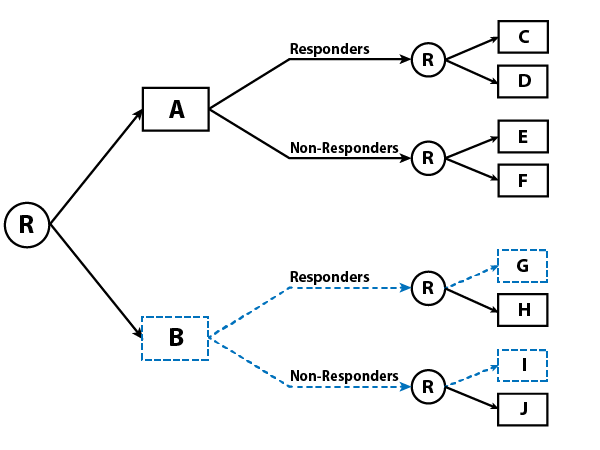 Responders
R
C
D
A
Non-Responders
R
E
F
R
Responders
R
G
H
B
Non-Responders
R
I
J